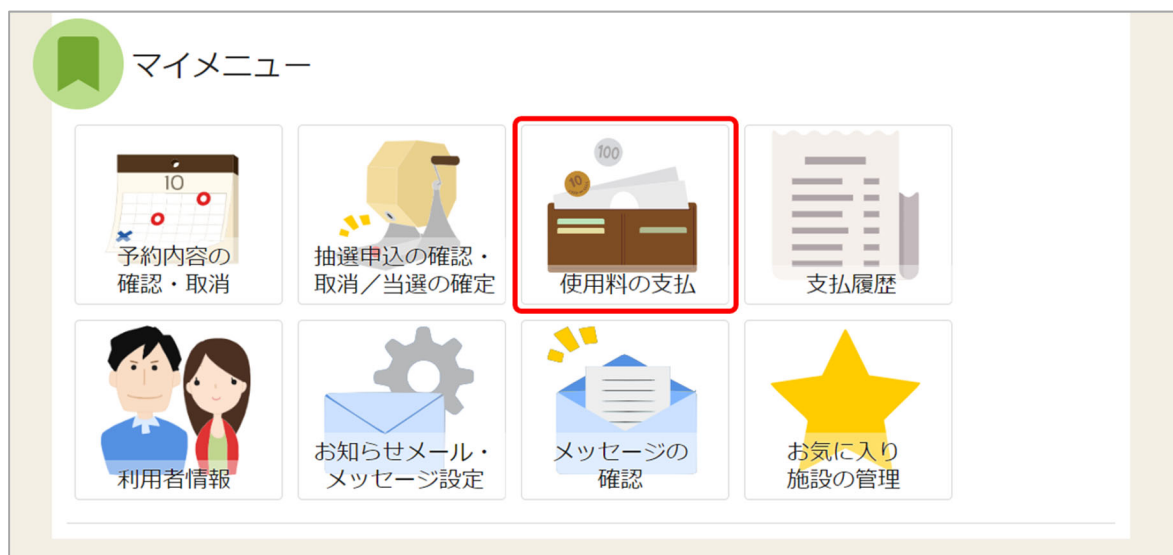 マイメニュー
10
予約内容の
確認・取消
抽選申込の確認・
取消／当選の確定
100
10
使用料の支払
支払履歴
利用者情報
お知らせメール・
メッセージ設定
メッセージの
確認
お気に入り
施設の管理